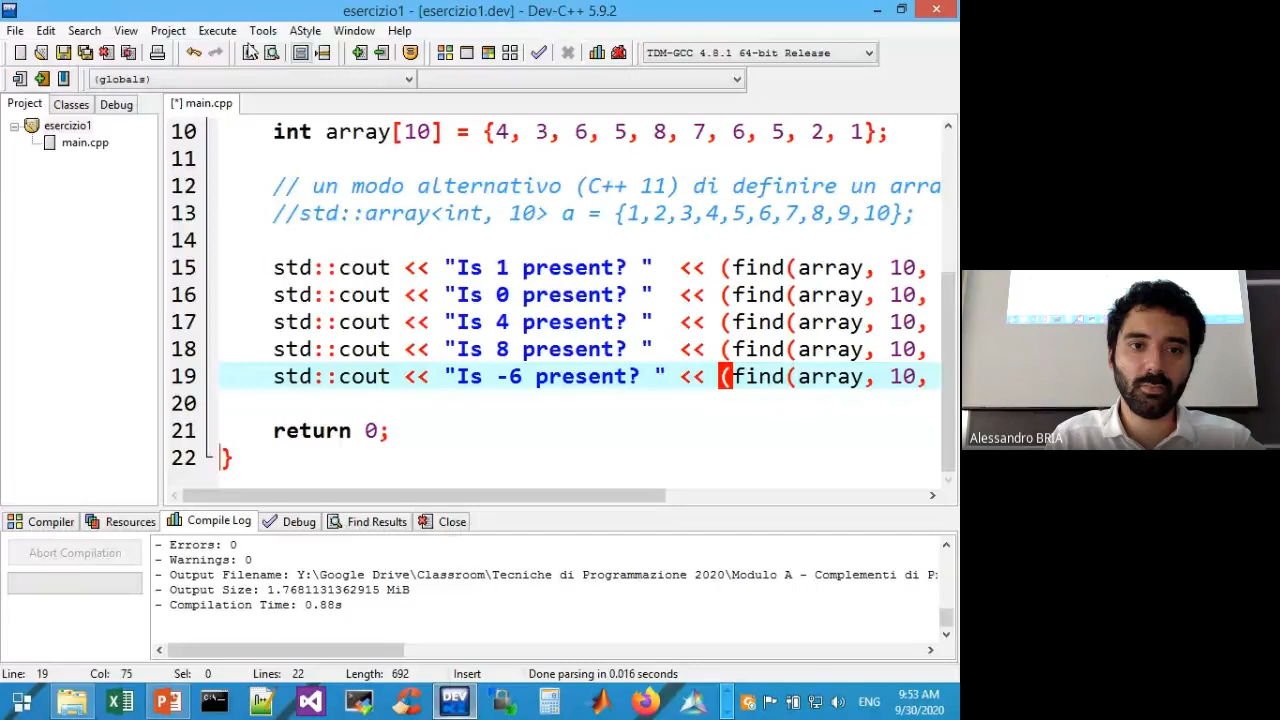 esercizio1 - [esercizio1.dev] - Dev-C++ 5.9.2
File Edit Search View Project Execute Tools AStyle Window Help
TDM-GCC 4.8.1 64-bit Release
(globals)
Project Classes Debug
[*] main.cpp
esercizio1
main.cpp
10 int array[10] = {4, 3, 6, 5, 8, 7, 6, 5, 2, 1};
11
12 // un modo alternativo (C++ 11) di definire un arra
13 //std::array<int, 10> a = {1,2,3,4,5,6,7,8,9,10};
14
15 std::cout << "Is 1 present? " << (find(array, 10,
16 std::cout << "Is 0 present? " << (find(array, 10,
17 std::cout << "Is 4 present? " << (find(array, 10,
18 std::cout << "Is 8 present? " << (find(array, 10,
19 std::cout << "Is -6 present? " << (find(array, 10,
20
21 return 0;
22 }
Compiler Resources Compile Log Debug Find Results Close
Abort Compilation
- Errors: 0
- Warnings: 0
- Output Filename: Y:\Google Drive\Classroom\Tecniche di Programmazione 2020\Modulo A - Complementi di P
- Output Size: 1.7681131362915 MiB
- Compilation Time: 0.88s
Line: 19 Col: 75 Sel: 0 Lines: 22 Length: 692 Insert Done parsing in 0.016 seconds
DEV
ENG
9:53 AM
9/30/2020
Alessandro BRIA